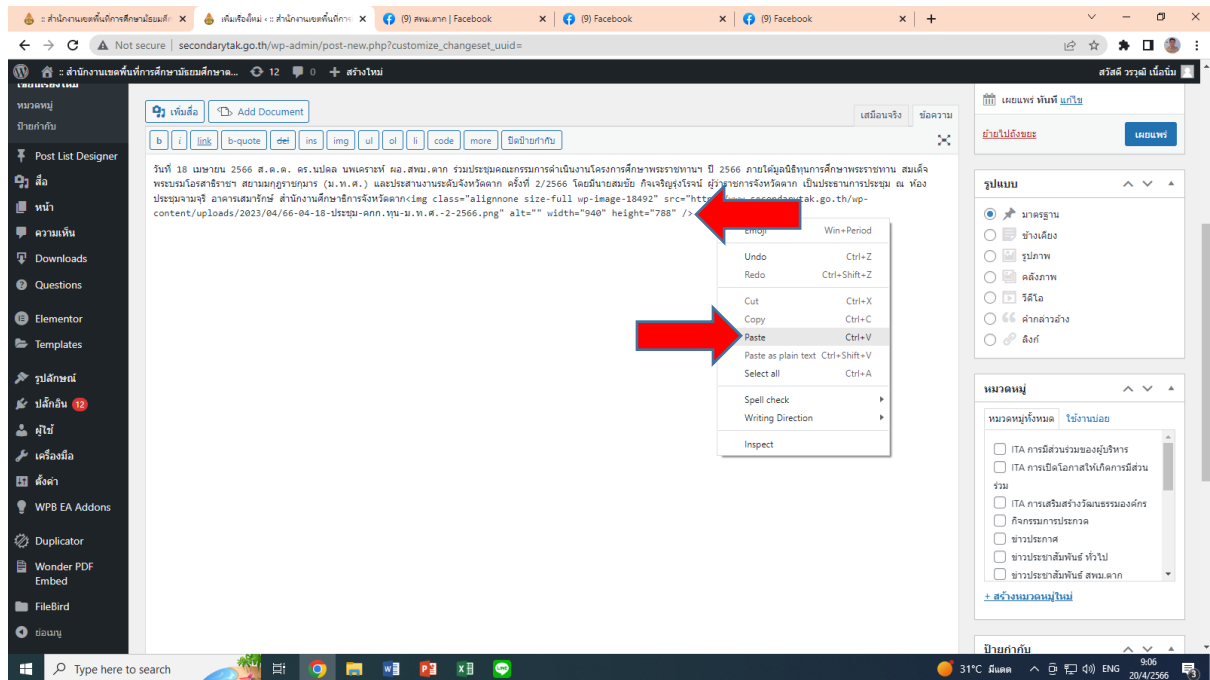 :: สำนักงานเขตพื้นที่การศึกษามัธยมศึก
เพิ่มเรื่องใหม่ ‹ :: สำนักงานเขตพื้นที่การ
(9) สพม.ตาก | Facebook
(9) Facebook
(9) Facebook
Not secure | secondarytak.go.th/wp-admin/post-new.php?customize_changeset_uuid=
:: สำนักงานเขตพื้นที่การศึกษามัธยมศึกษาต... 12 0 + สร้างใหม่
สวัสดี วรวุฒิ เนื้อนิ่ม
เขียนเรื่องใหม่
หมวดหมู่
ป้ายกำกับ
Post List Designer
สื่อ
หน้า
ความเห็น
Downloads
Questions
Elementor
Templates
รูปลักษณ์
ปลั๊กอิน 12
ผู้ใช้
เครื่องมือ
ตั้งค่า
WPB EA Addons
Duplicator
Wonder PDF
Embed
FileBird
ย่อเมนู
เพิ่มสื่อ Add Document
เสมือนจริง ข้อความ
b i link b-quote del ins img ul ol li code more ปิดป้ายกำกับ
วันที่ 18 เมษายน 2566 ส.ต.ต. ดร.นปดล นพเคราะห์ ผอ.สพม.ตาก ร่วมประชุมคณะกรรมการดำเนินงานโครงการศึกษาพระราชทานฯ ปี 2566 ภายใต้มูลนิธิทุนการศึกษาพระราชทาน สมเด็จ
พระบรมโอรสาธิราชฯ สยามมกุฎราชกุมาร (ม.ท.ศ.) และประสานงานระดับจังหวัดตาก ครั้งที่ 2/2566 โดยมีนายสมชัย กิจเจริญรุ่งโรจน์ ผู้ว่าราชการจังหวัดตาก เป็นประธานการประชุม ณ ห้อง
ประชุมจามจุรี อาคารเสมารักษ์ สำนักงานศึกษาธิการจังหวัดตาก<img class="alignnone size-full wp-image-18492" src="http://www.secondarytak.go.th/wp-
content/uploads/2023/04/66-04-18-ประชุม-คกก.ทุน-ม.ท.ศ.-2-2566.png" alt="" width="940" height="788" />
Emoji Win+Period
Undo Ctrl+Z
Redo Ctrl+Shift+Z
Cut Ctrl+X
Copy Ctrl+C
Paste Ctrl+V
Paste as plain text Ctrl+Shift+V
Select all Ctrl+A
Spell check
Writing Direction
Inspect
เผยแพร่ ทันที แก้ไข
ย้ายไปถังขยะ เผยแพร่
รูปแบบ
มาตรฐาน
ข้างเคียง
รูปภาพ
คลังภาพ
วีดีโอ
คำกล่าวอ้าง
ลิงก์
หมวดหมู่
หมวดหมู่ทั้งหมด ใช้งานบ่อย
ITA การมีส่วนร่วมของผู้บริหาร
ITA การเปิดโอกาสให้เกิดการมีส่วน
ร่วม
ITA การเสริมสร้างวัฒนธรรมองค์กร
กิจกรรมการประกวด
ข่าวประกาศ
ข่าวประชาสัมพันธ์ ทั่วไป
ข่าวประชาสัมพันธ์ สพม.ตาก
+ สร้างหมวดหมู่ใหม่
ป้ายกำกับ
Type here to search
31°C มีแดด ENG
9:06
20/4/2566
3